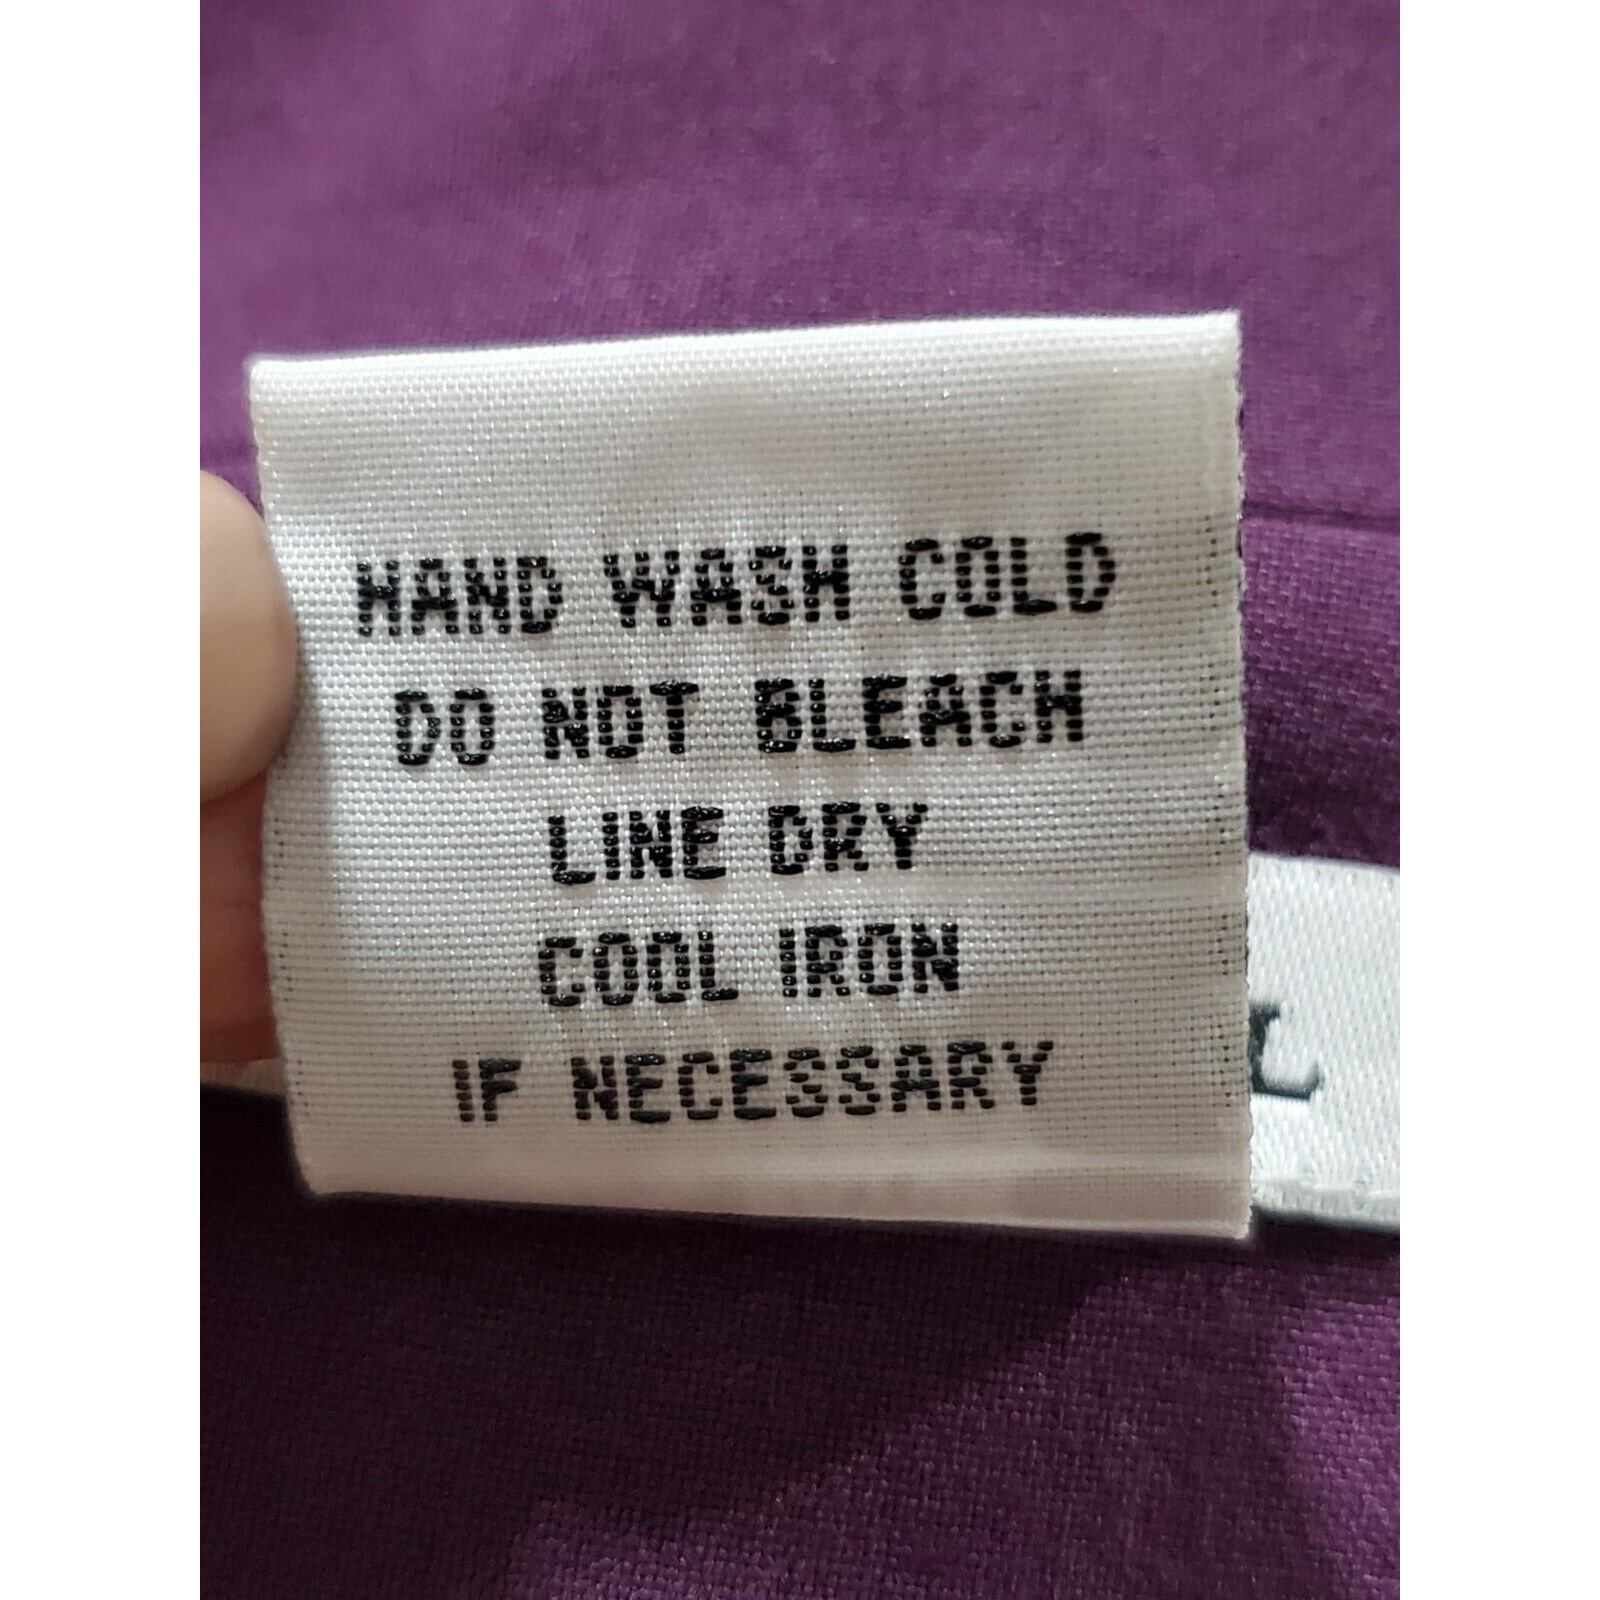 HAND WASH COLD
DO NOT BLEACH
LINE DRY
COOL IRON
IF NECESSARY
L